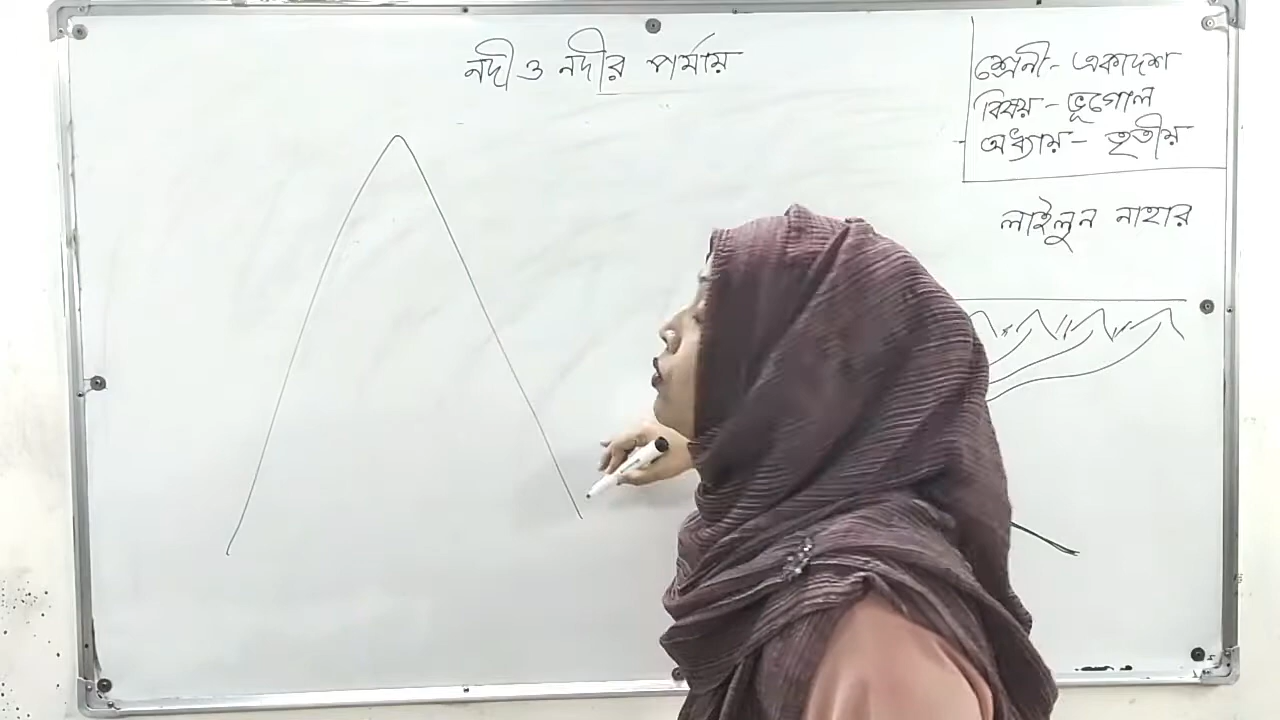 নদী ও নদীর পর্যায়
শ্রেনী - একাদশ
বিষয় - ভূগোল
অধ্যায় - তৃতীয়
লাইলুন নাহার